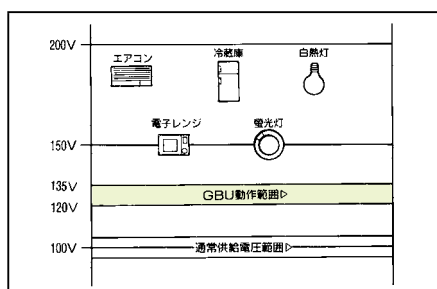 200V
エアコン
冷蔵庫
白熱灯
電子レンジ
螢光灯
150V
135V
GBU動作範囲▷
120V
100V
通常供給電圧範囲▷